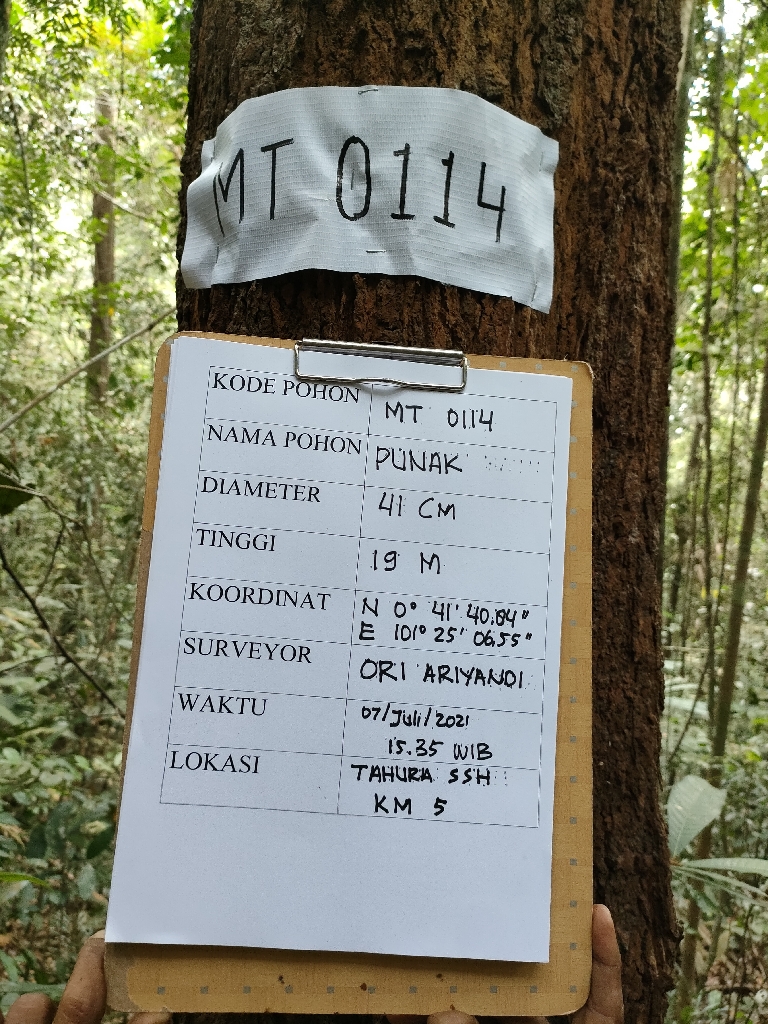 MT 0114
KODE POHON MT 0114
NAMA POHON PUNAK
DIAMETER 41 CM
TINGGI 19 M
KOORDINAT N 0° 41' 40.84"
E 101° 25' 06.55"
SURVEYOR ORI ARIYANDI
WAKTU 07/Juli/2021
15.35 WIB
LOKASI TAHURA SSH
KM 5